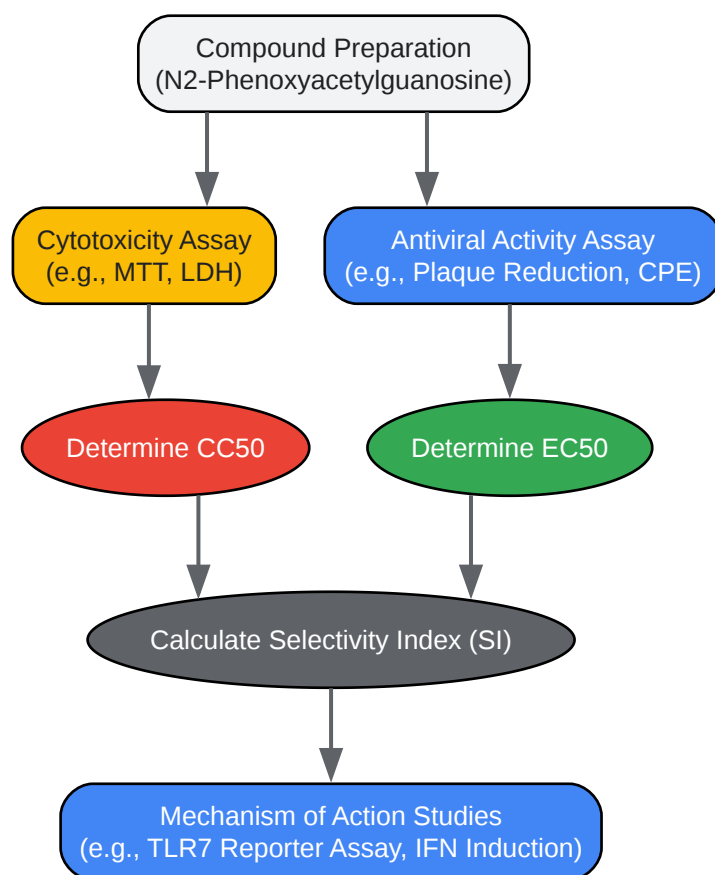 Compound Preparation
(N2-Phenoxyacetylguanosine)
Cytotoxicity Assay
(e.g., MTT, LDH)
Antiviral Activity Assay
(e.g., Plaque Reduction, CPE)
Determine CC50
Determine EC50
Calculate Selectivity Index (SI)
Mechanism of Action Studies
(e.g., TLR7 Reporter Assay, IFN Induction)